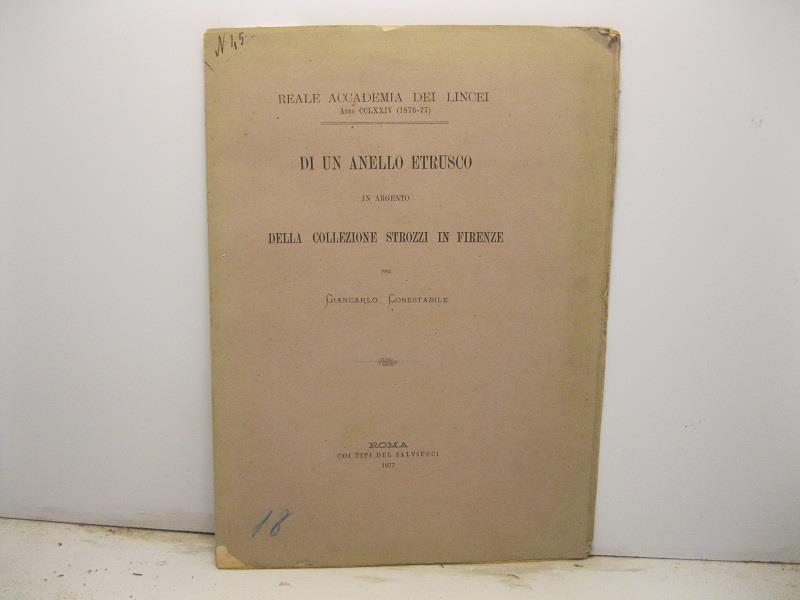 N 45
REALE ACCADEMIA DEI LINCEI
ANNO CCLXXIV (1876-77)
DI UN ANELLO ETRUSCO
IN ARGENTO
DELLA COLLEZIONE STROZZI IN FIRENZE
PER
GIANCARLO CONESTABILE
ROMA
COI TIPI DEL SALVIUCCI
1877
18